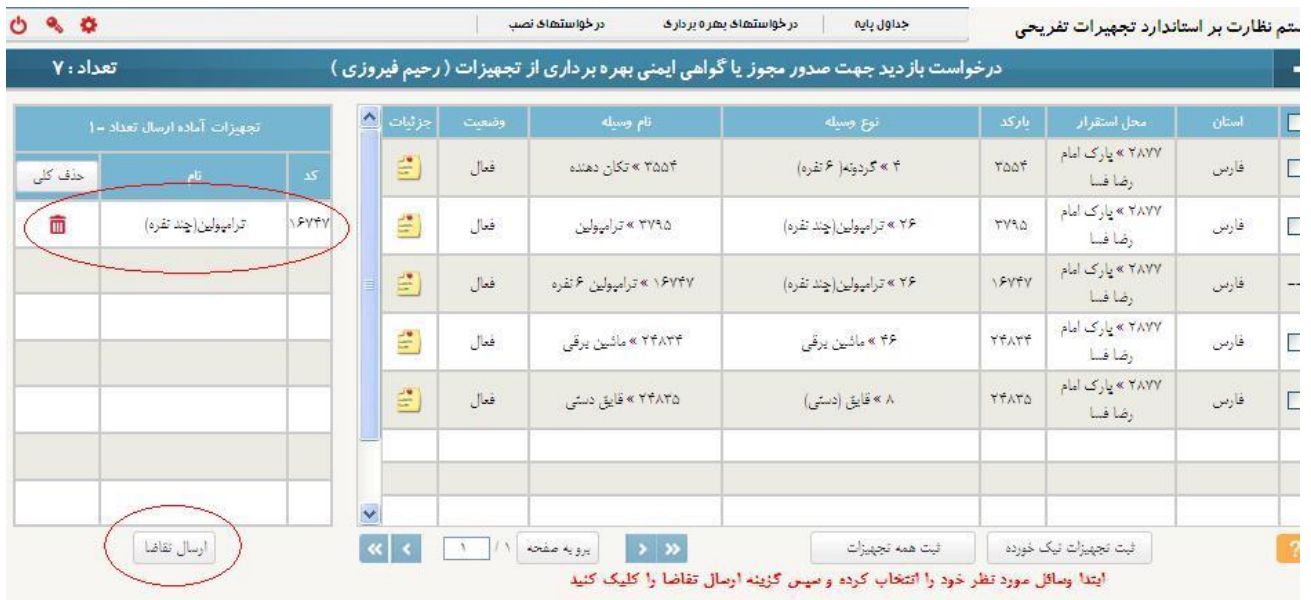 ستم نظارت بر استاندارد تجهیزات تفریحی
جداول پایه
درخواستهای بهره برداری
درخواستهای نصب
درخواست بازدید جهت صدور مجوز یا گواهی ایمنی بهره برداری از تجهیزات ( رحیم فیروزی )
تعداد : ۷
استان محل استقرار بارکد نوع وسیله نام وسیله وضعیت جزئیات
فارس ۲۸۷۷ » پارک امام رضا فسا ۳۵۵۴ ۴ » گردونه( ۶ نفره) ۳۵۵۴ » تکان دهنده فعال
فارس ۲۸۷۷ » پارک امام رضا فسا ۳۷۹۵ ۲۶ » ترامپولین(چند نفره) ۳۷۹۵ » ترامپولین فعال
-- فارس ۲۸۷۷ » پارک امام رضا فسا ۱۶۷۴۷ ۲۶ » ترامپولین(چند نفره) ۱۶۷۴۷ » ترامپولین ۶ نفره فعال
فارس ۲۸۷۷ » پارک امام رضا فسا ۲۴۸۳۴ ۴۶ » ماشین برقی ۲۴۸۳۴ » ماشین برقی فعال
فارس ۲۸۷۷ » پارک امام رضا فسا ۲۴۸۳۵ ۸ » قایق (دستی) ۲۴۸۳۵ » قایق دستی فعال
تجهیزات آماده ارسال تعداد =۱
کد نام حذف کلی
۱۶۷۴۷ ترامپولین(چند نفره)
ارسال تقاضا
? ثبت تجهیزات تیک خورده ثبت همه تجهیزات برو به صفحه ۱ / ۱
ابتدا وسائل مورد نظر خود را انتخاب کرده و سپس گزینه ارسال تقاضا را کلیک کنید